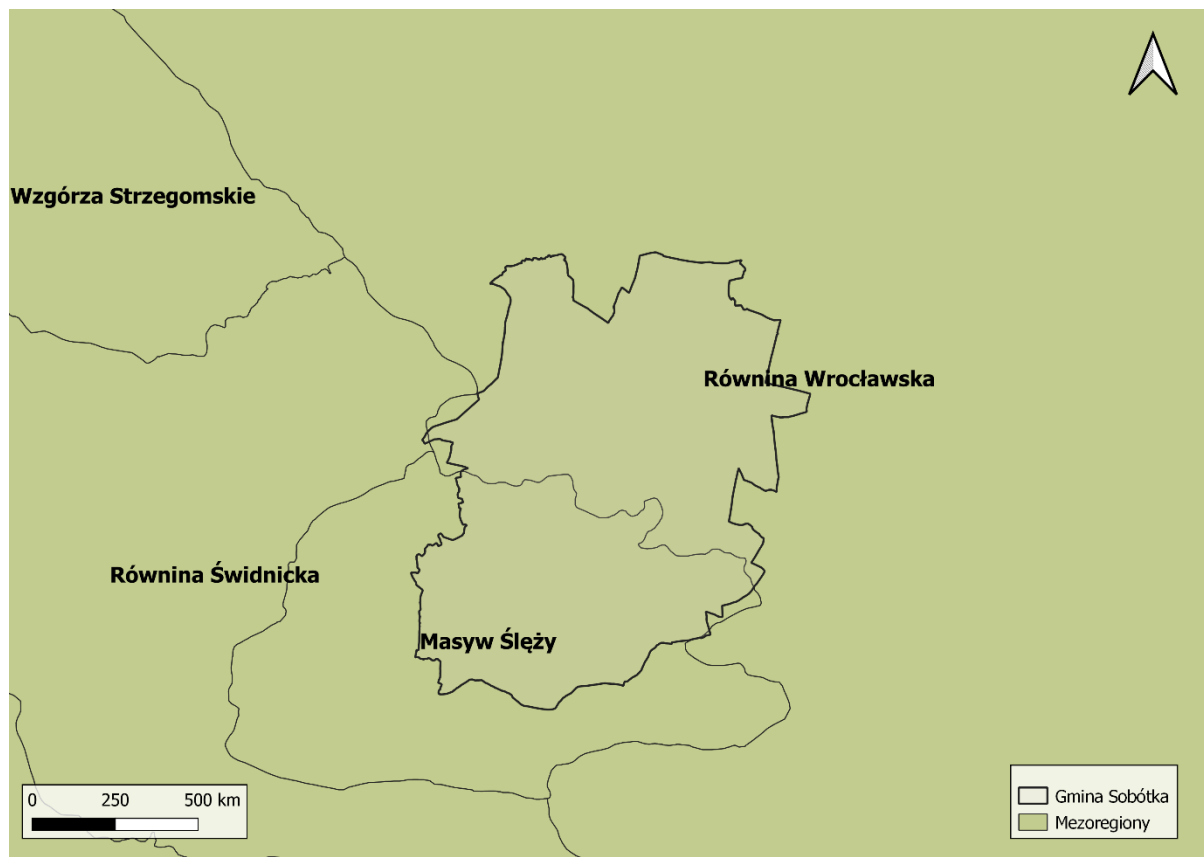 Wzgórza Strzegomskie
Równina Wrocławska
Równina Świdnicka
Masyw Ślęży
0 250 500 km
Gmina Sobótka
Mezoregiony